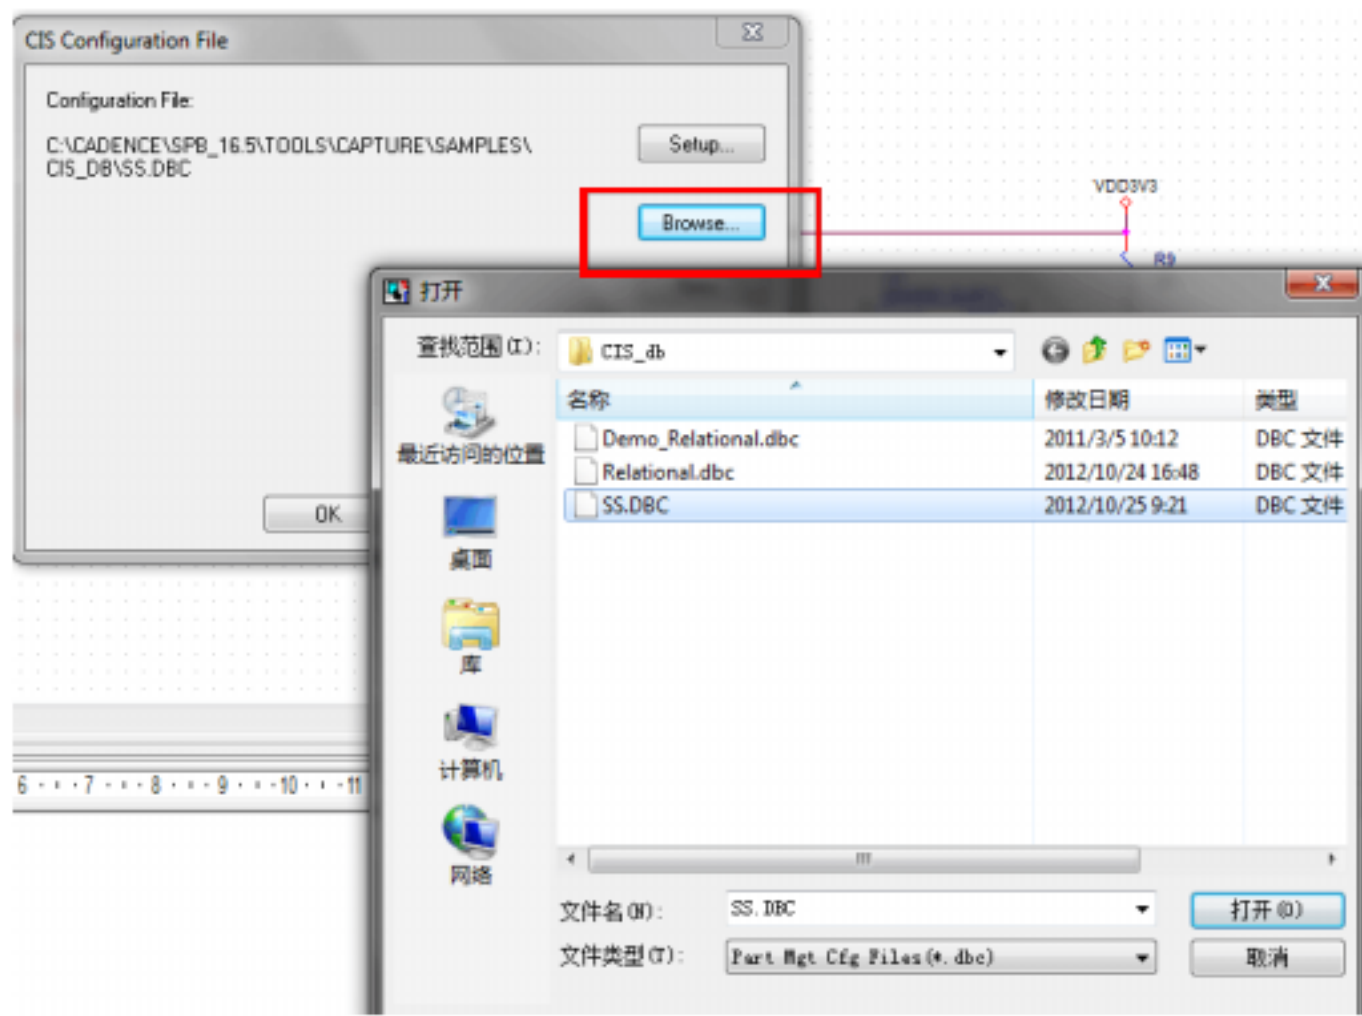 CIS Configuration File
Configuration File:
C:\CADENCE\SPB_16.5\TOOLS\CAPTURE\SAMPLES\
CIS_DB\SS.DBC
Setup...
Browse...
VDD3V3
R9
打开
查找范围(I):
CIS_db
名称
修改日期
类型
Demo_Relational.dbc
2011/3/5 10:12
DBC 文件
Relational.dbc
2012/10/24 16:48
DBC 文件
SS.DBC
2012/10/25 9:21
DBC 文件
最近访问的位置
桌面
库
计算机
网络
OK
6 7 8 9 10 11
文件名(N):
SS.DBC
打开(O)
文件类型(T):
Part Mgt Cfg Files(*.dbc)
取消